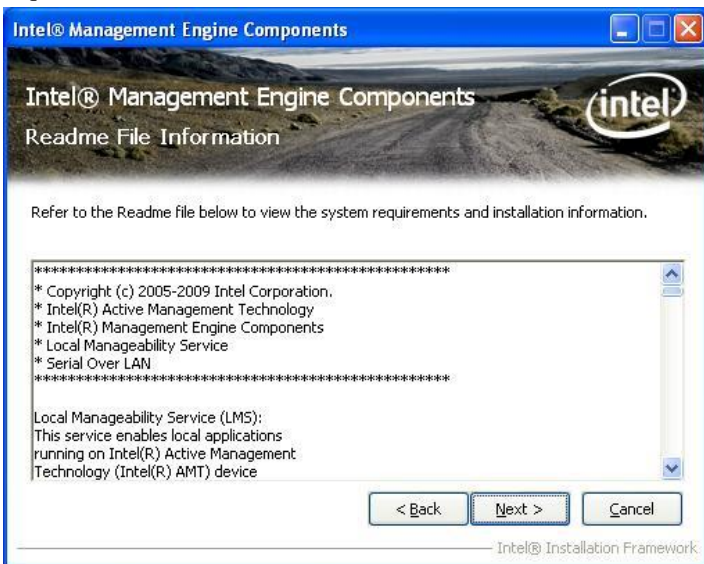 Intel® Management Engine Components
Intel® Management Engine Components
intel
Readme File Information
Refer to the Readme file below to view the system requirements and installation information.
**************************************************
* Copyright (c) 2005-2009 Intel Corporation.
* Intel(R) Active Management Technology
* Intel(R) Management Engine Components
* Local Manageability Service
* Serial Over LAN
**************************************************
Local Manageability Service (LMS):
This service enables local applications
running on Intel(R) Active Management
Technology (Intel(R) AMT) device
< Back
Next >
Cancel
Intel® Installation Framework